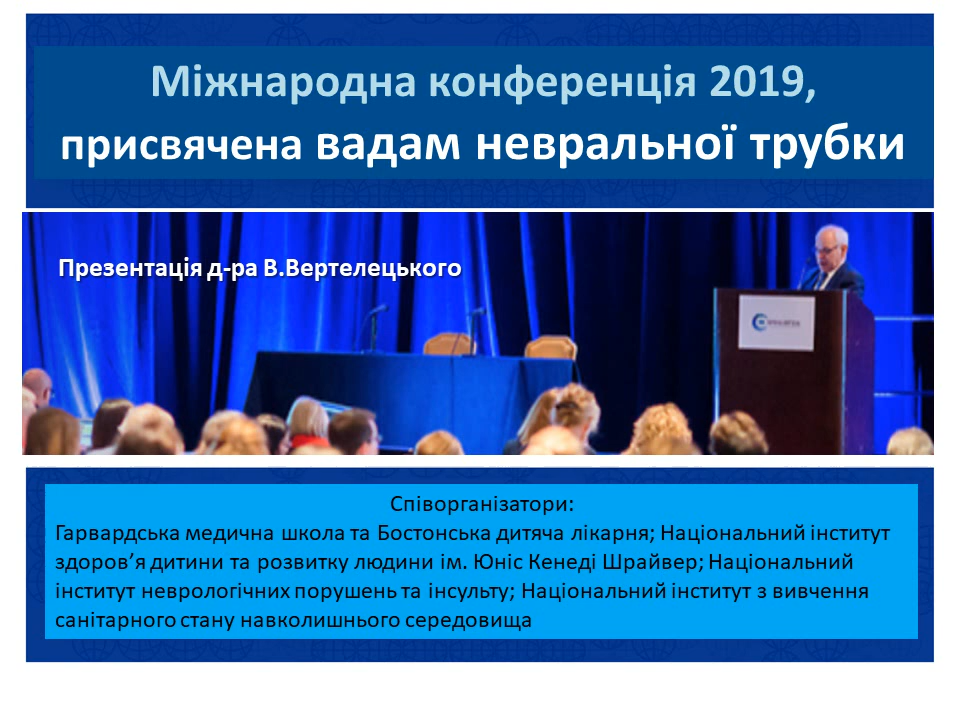 Міжнародна конференція 2019,
присвячена вадам невральної трубки
Презентація д-ра В.Вертелецького
Співорганізатори:
Гарвардська медична школа та Бостонська дитяча лікарня; Національний інститут
здоров’я дитини та розвитку людини ім. Юніс Кенеді Шрайвер; Національний
інститут неврологічних порушень та інсульту; Національний інститут з вивчення
санітарного стану навколишнього середовища